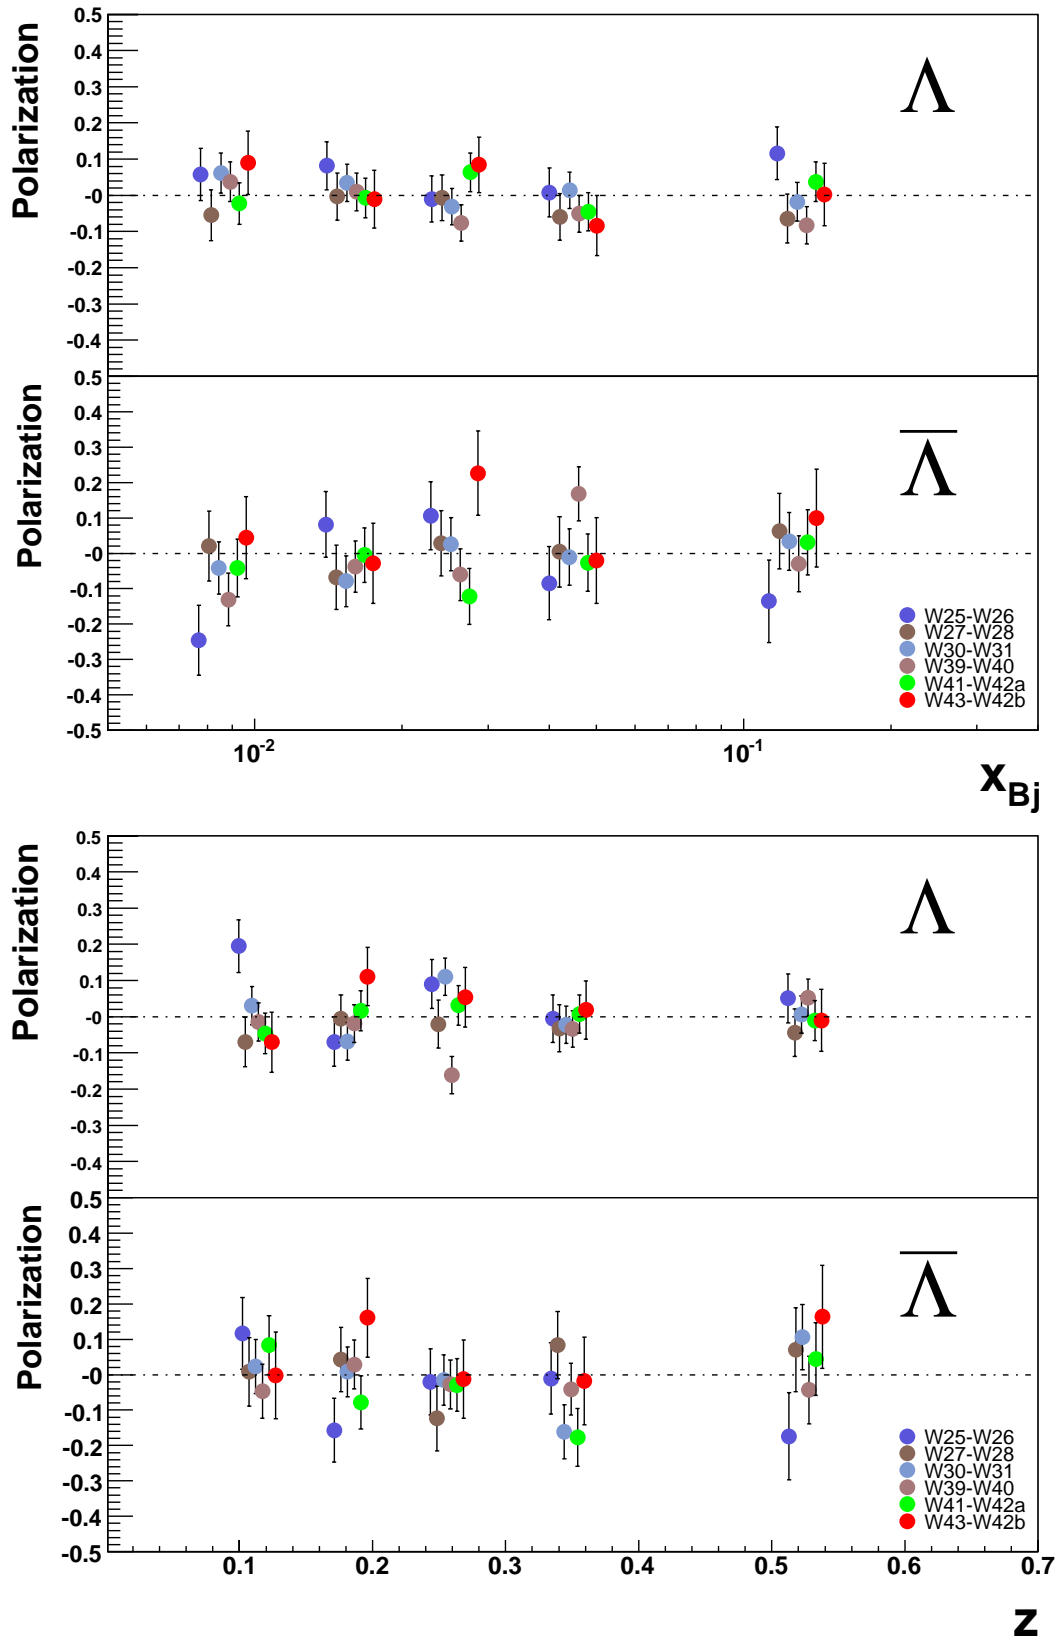 Polarization
0.5
0.4
0.3
0.2
0.1
-0
-0.1
-0.2
-0.3
-0.4
Λ
Polarization
0.5
0.4
0.3
0.2
0.1
-0
-0.1
-0.2
-0.3
-0.4
-0.5
Λ̅
W25-W26
W27-W28
W30-W31
W39-W40
W41-W42a
W43-W42b
10⁻² 10⁻¹
x_Bj
Polarization
0.5
0.4
0.3
0.2
0.1
-0
-0.1
-0.2
-0.3
-0.4
Λ
Polarization
0.5
0.4
0.3
0.2
0.1
-0
-0.1
-0.2
-0.3
-0.4
-0.5
Λ̅
W25-W26
W27-W28
W30-W31
W39-W40
W41-W42a
W43-W42b
0.1 0.2 0.3 0.4 0.5 0.6 0.7
z